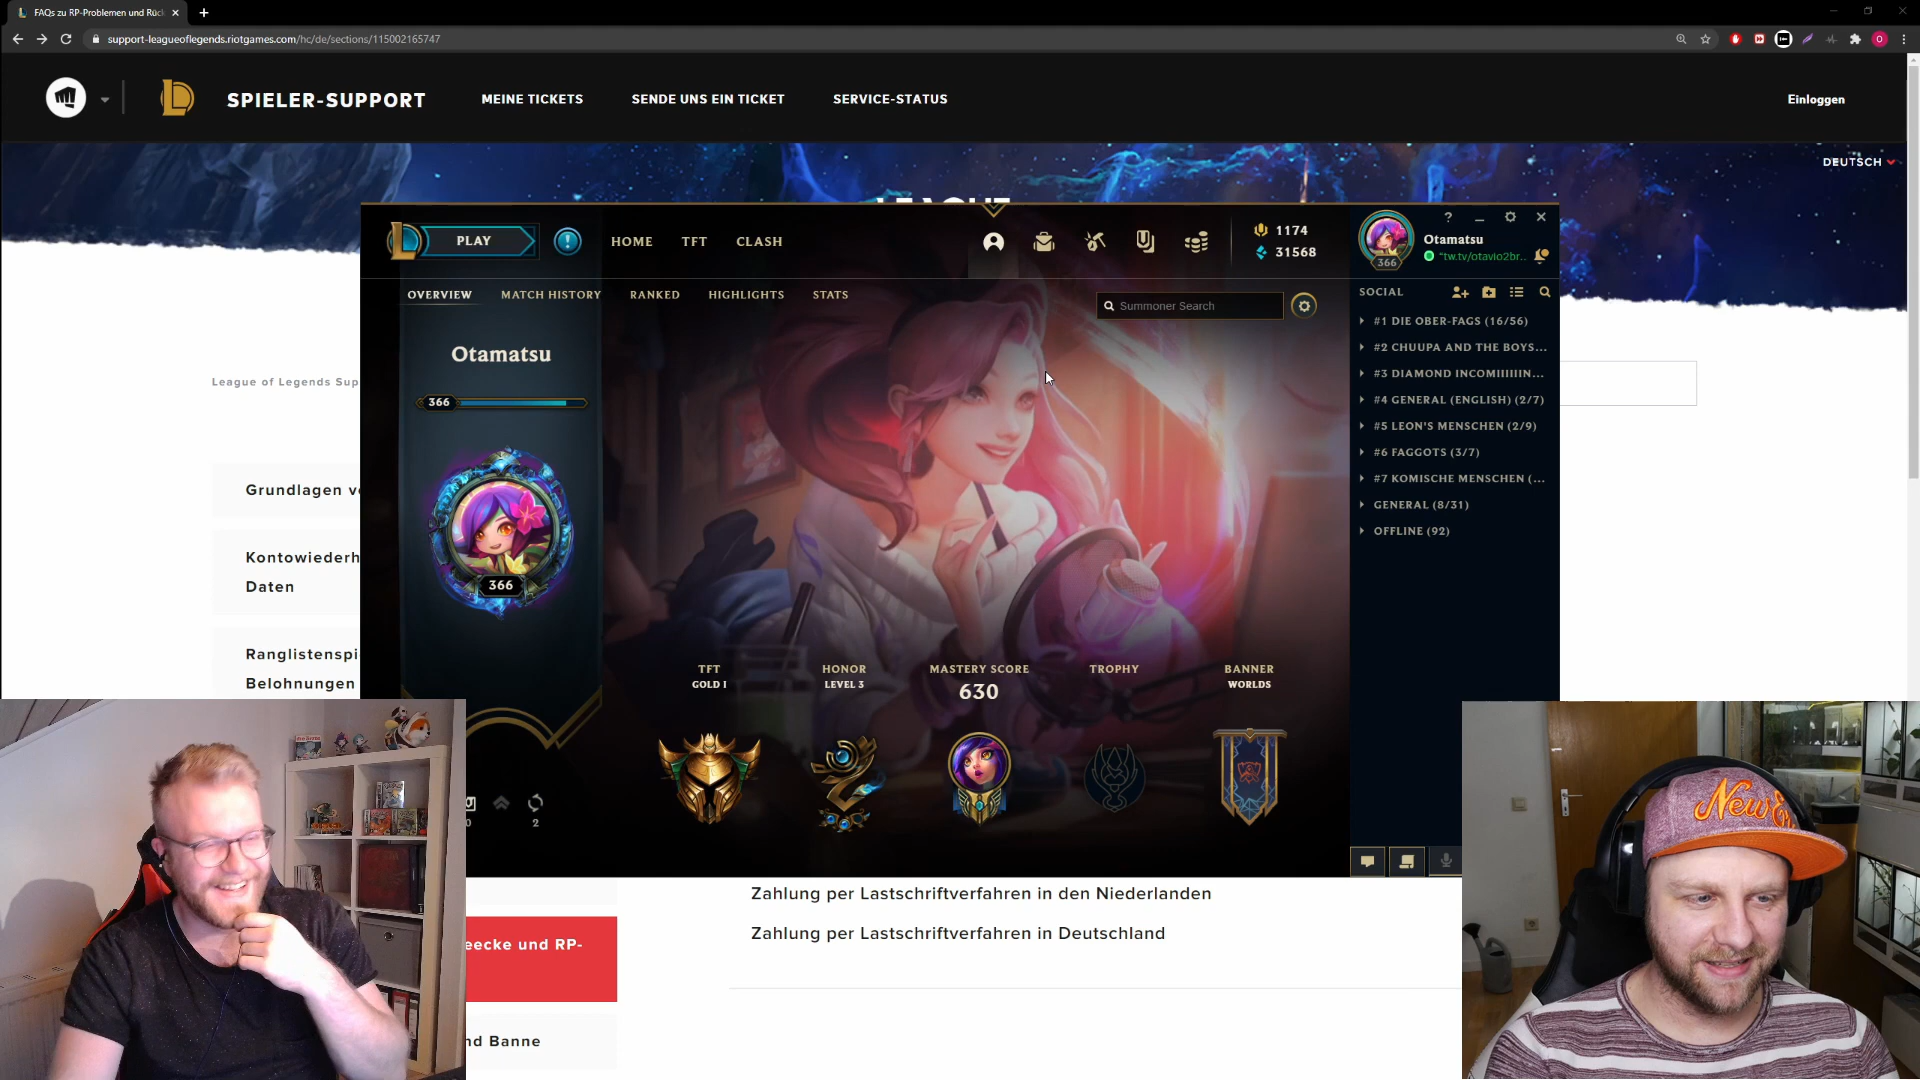 FAQs zu RP-Problemen und Rück
support-leagueoflegends.riotgames.com/hc/de/sections/115002165747
SPIELER-SUPPORT
MEINE TICKETS
SENDE UNS EIN TICKET
SERVICE-STATUS
Einloggen
DEUTSCH
LEAGUE
PLAY
HOME
TFT
CLASH
1174
31568
366
Otamatsu
"tw.tv/otavio2br..
OVERVIEW
MATCH HISTORY
RANKED
HIGHLIGHTS
STATS
Summoner Search
SOCIAL
#1 DIE OBER-FAGS (16/56)
#2 CHUUPA AND THE BOYS...
#3 DIAMOND INCOMIIIIIIN...
#4 GENERAL (ENGLISH) (2/7)
#5 LEON'S MENSCHEN (2/9)
#6 FAGGOTS (3/7)
#7 KOMISCHE MENSCHEN (...
GENERAL (8/31)
OFFLINE (92)
Otamatsu
366
366
League of Legends Sup
Grundlagen v
Kontowiederh
Daten
Ranglistenspi
Belohnungen
TFT
GOLD I
HONOR
LEVEL 3
MASTERY SCORE
630
TROPHY
BANNER
WORLDS
0
2
Zahlung per Lastschriftverfahren in den Niederlanden
Zahlung per Lastschriftverfahren in Deutschland
eecke und RP-
nd Banne
New E